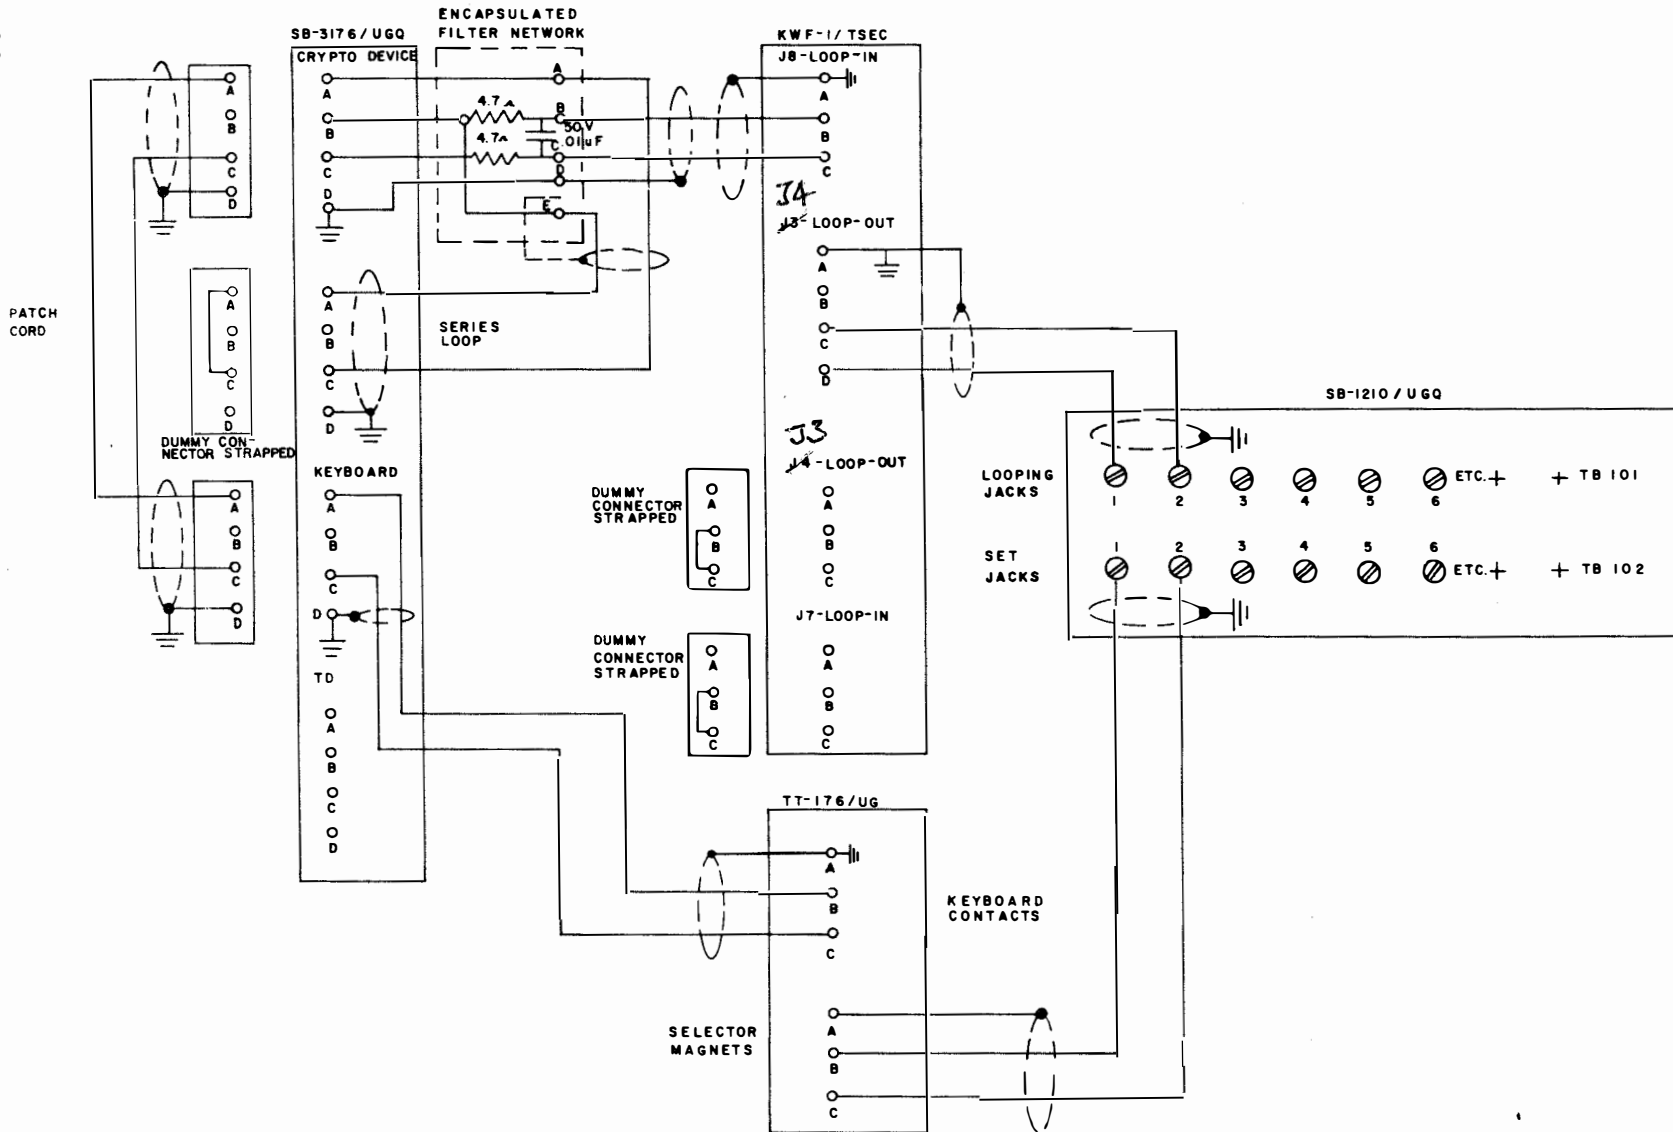 ENCAPSULATED
FILTER NETWORK
SB-3176/UGQ
CRYPTO DEVICE
A
B
C
D
4.7Ω
4.7Ω
50V
.01uF
A
B
C
D
E
KWF-1/TSEC
J8-LOOP-IN
A
B
C
J4
J3-LOOP-OUT
A
B
C
D
J3
J4-LOOP-OUT
A
B
C
J7-LOOP-IN
A
B
C
PATCH
CORD
A
B
C
D
A
B
C
D
DUMMY CON-
NECTOR STRAPPED
A
B
C
D
A
B
C
D
SERIES
LOOP
KEYBOARD
A
B
C
D
TD
A
B
C
D
DUMMY
CONNECTOR
STRAPPED
A
B
C
DUMMY
CONNECTOR
STRAPPED
A
B
C
SB-1210/UGQ
LOOPING
JACKS
1 2 3 4 5 6 ETC. TB 101
SET
JACKS
1 2 3 4 5 6 ETC. TB 102
TT-176/UG
A
B
C
KEYBOARD
CONTACTS
SELECTOR
MAGNETS
A
B
C